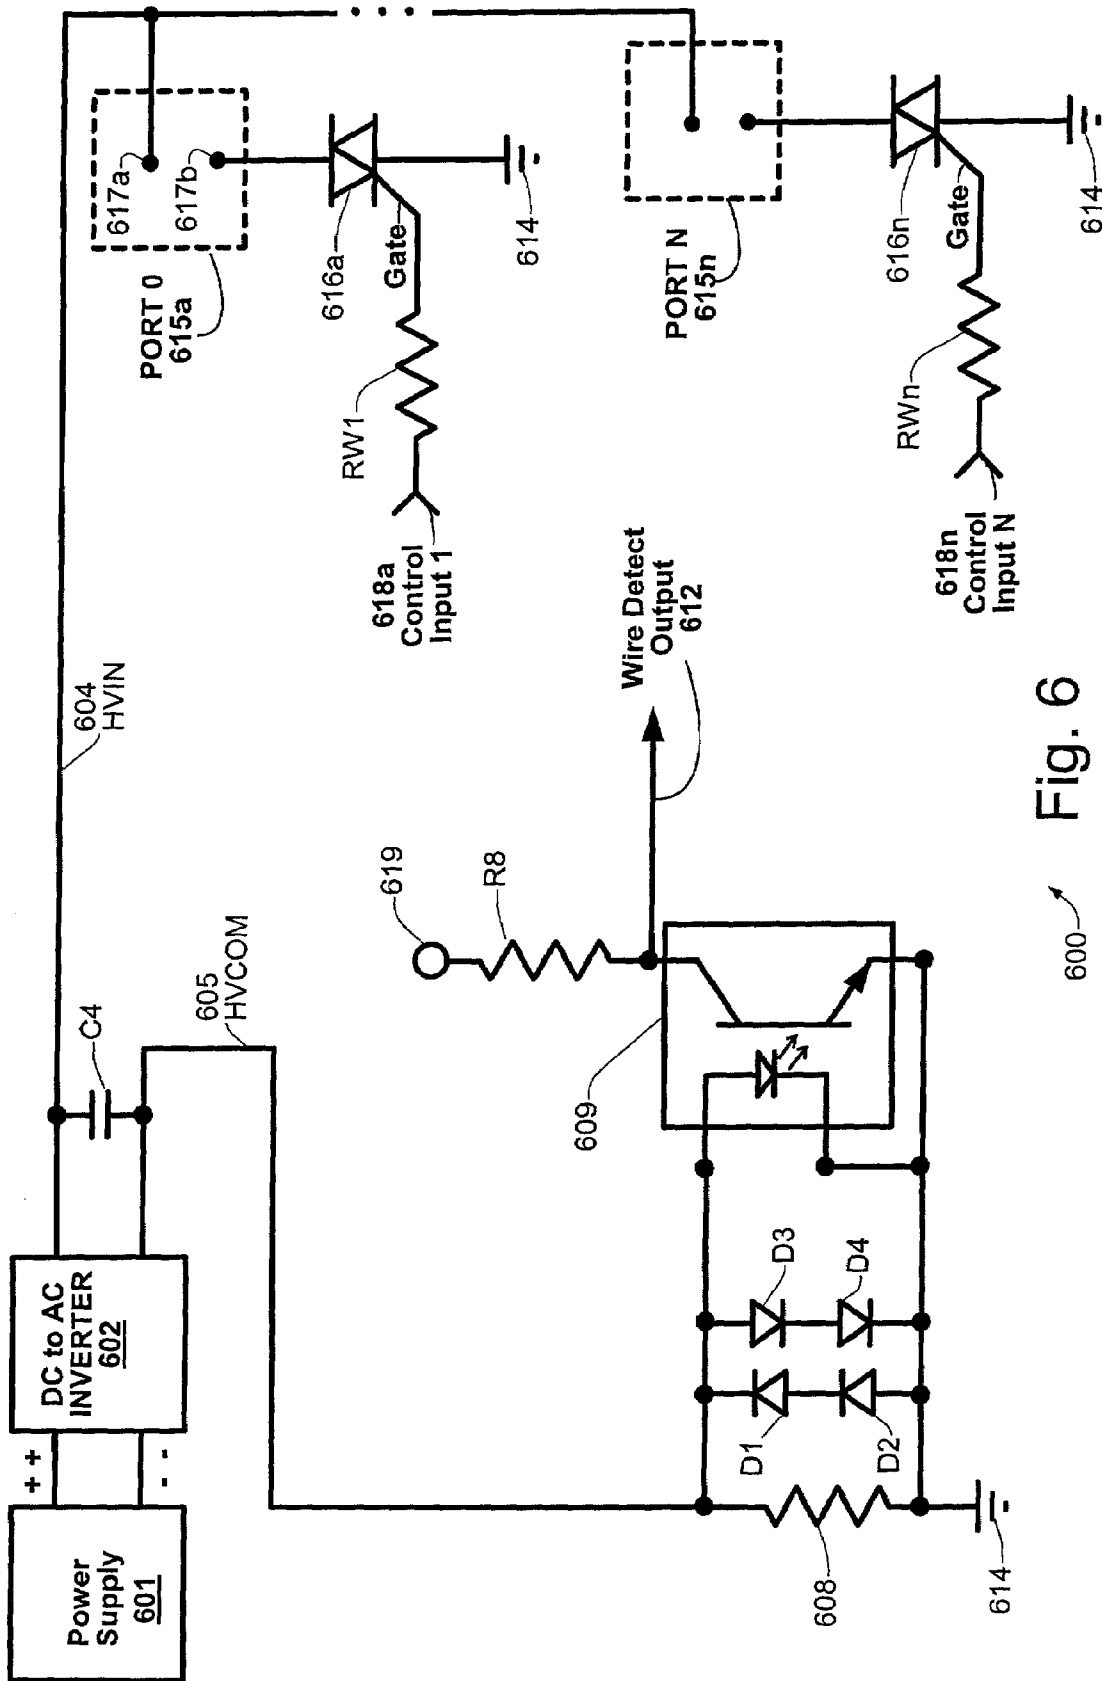 Power
Supply
601
+ +
- -
DC to AC
INVERTER
602
C4
604
HVIN
605
HVCOM
PORT 0
615a
617a
617b
616a
Gate
614
RW1
618a
Control
Input 1
PORT N
615n
616n
Gate
614
RWn
618n
Control
Input N
619
R8
Wire Detect
Output
612
609
D3
D4
D1
D2
608
614
600
Fig. 6